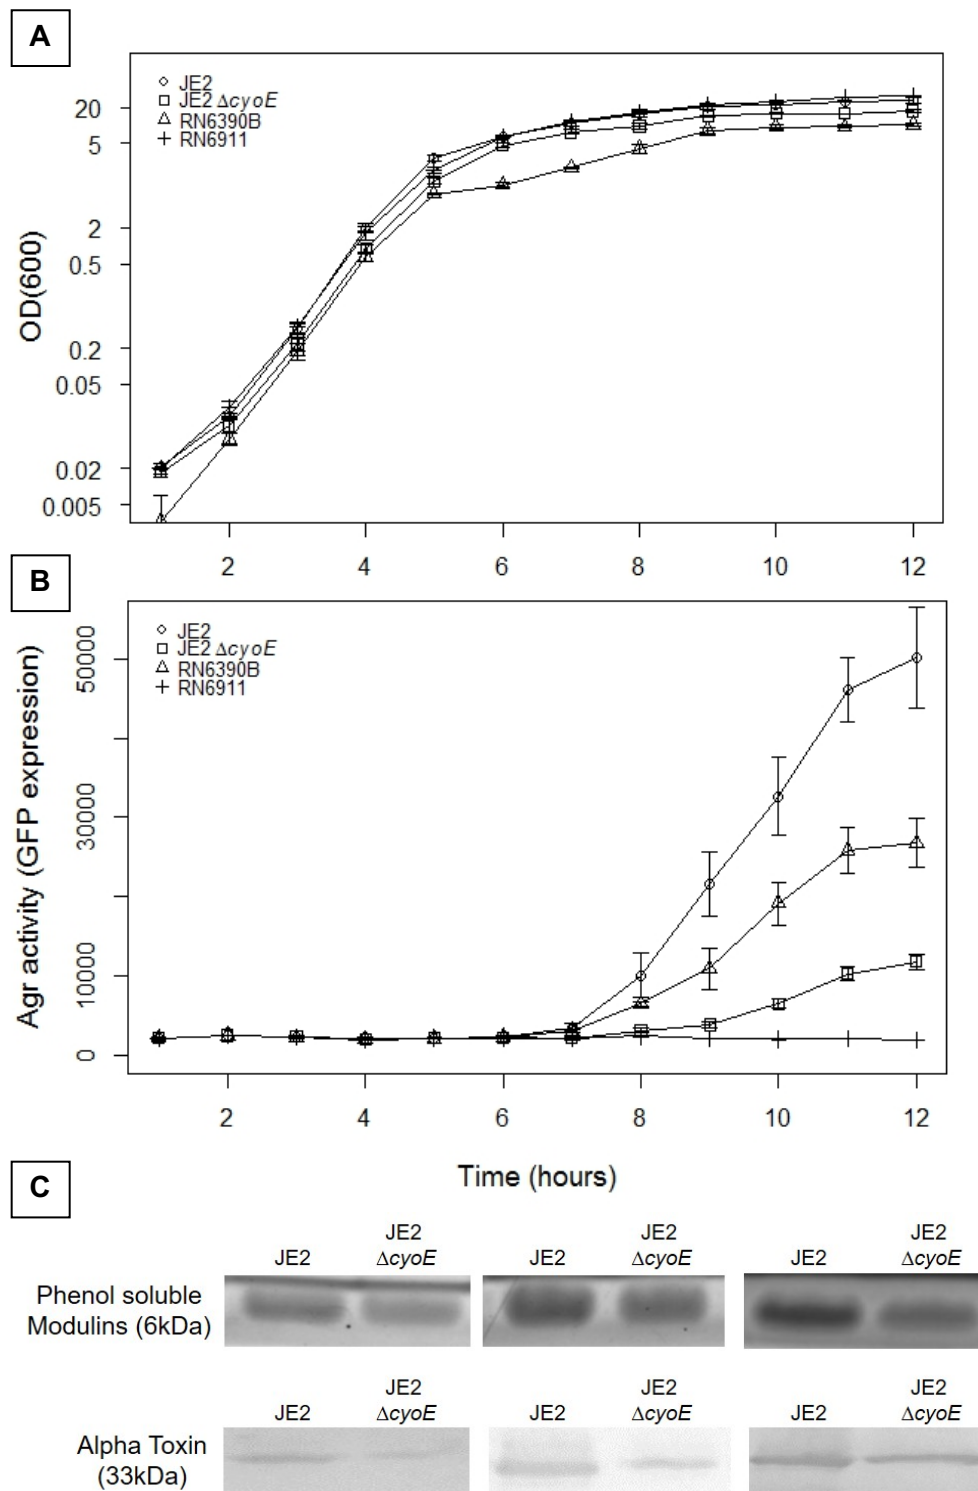 A
JE2
JE2 ΔcyoE
RN6390B
RN6911
OD(600)
20
5
2
0.5
0.2
0.05
0.02
0.005
2 4 6 8 10 12
B
JE2
JE2 ΔcyoE
RN6390B
RN6911
Agr activity (GFP expression)
50000
30000
10000
0
2 4 6 8 10 12
Time (hours)
C
JE2 JE2 ΔcyoE JE2 JE2 ΔcyoE JE2 JE2 ΔcyoE
Phenol soluble
Modulins (6kDa)
JE2 JE2 ΔcyoE JE2 JE2 ΔcyoE JE2 JE2 ΔcyoE
Alpha Toxin
(33kDa)